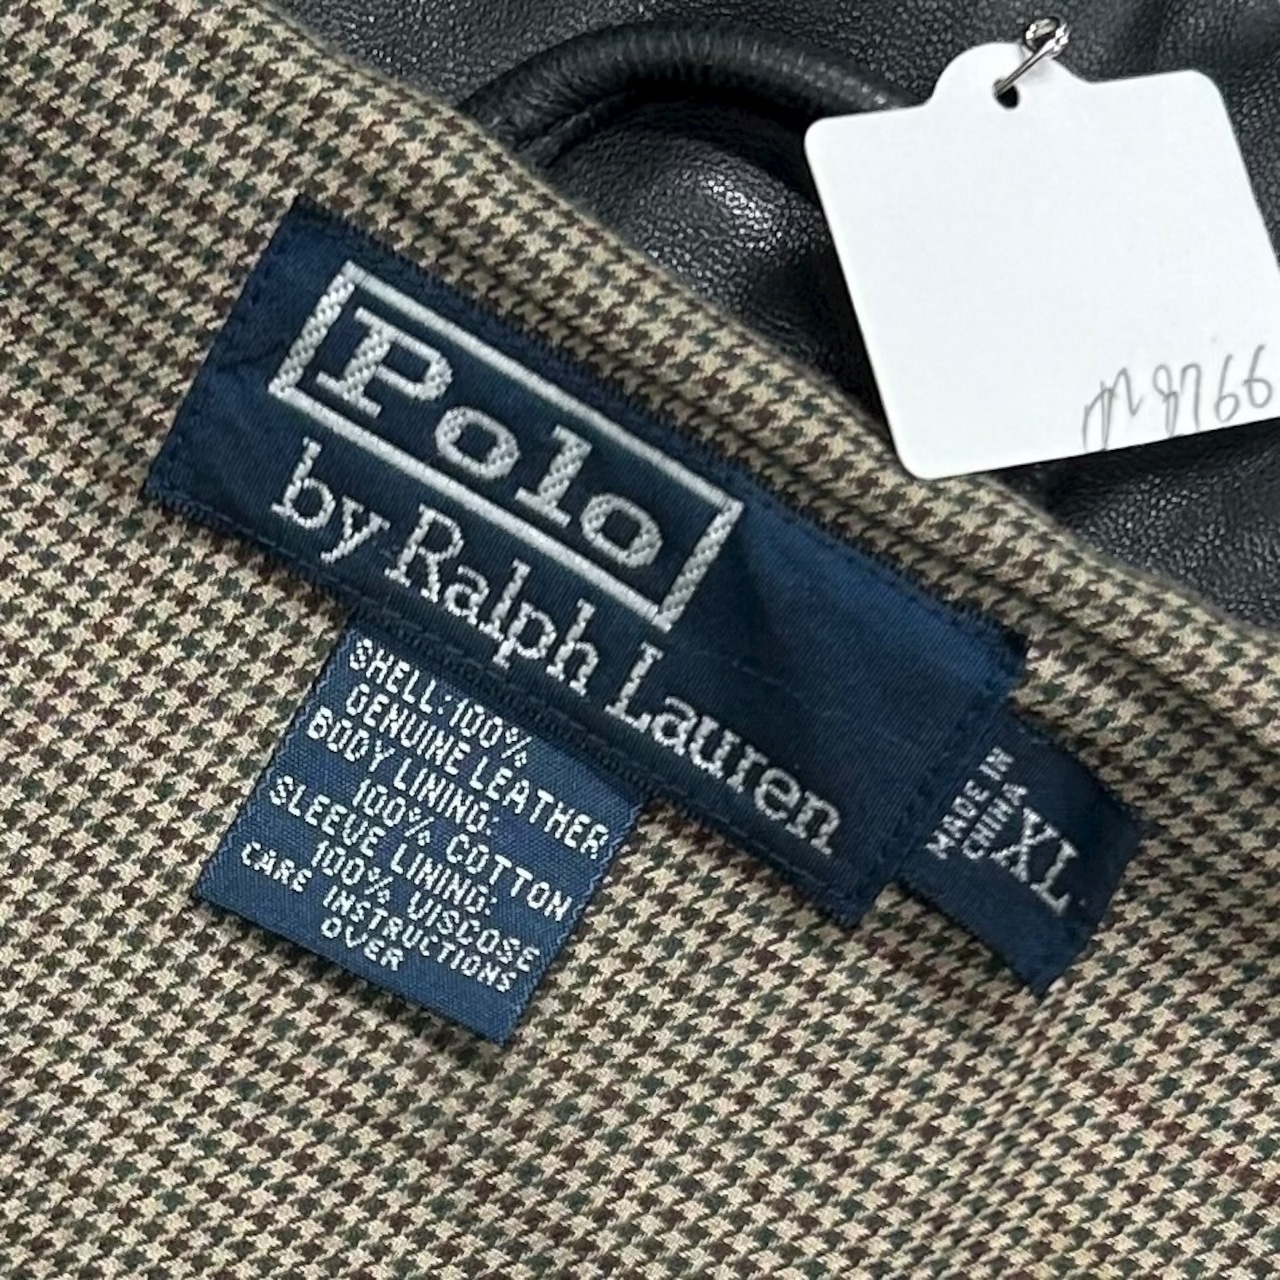 Polo
by Ralph Lauren
SHELL:100%
GENUINE LEATHER
BODY LINING:
100% COTTON
SLEEVE LINING:
100% VISCOSE
CARE INSTRUCTIONS
OVER
MADE IN
CHINA
XL